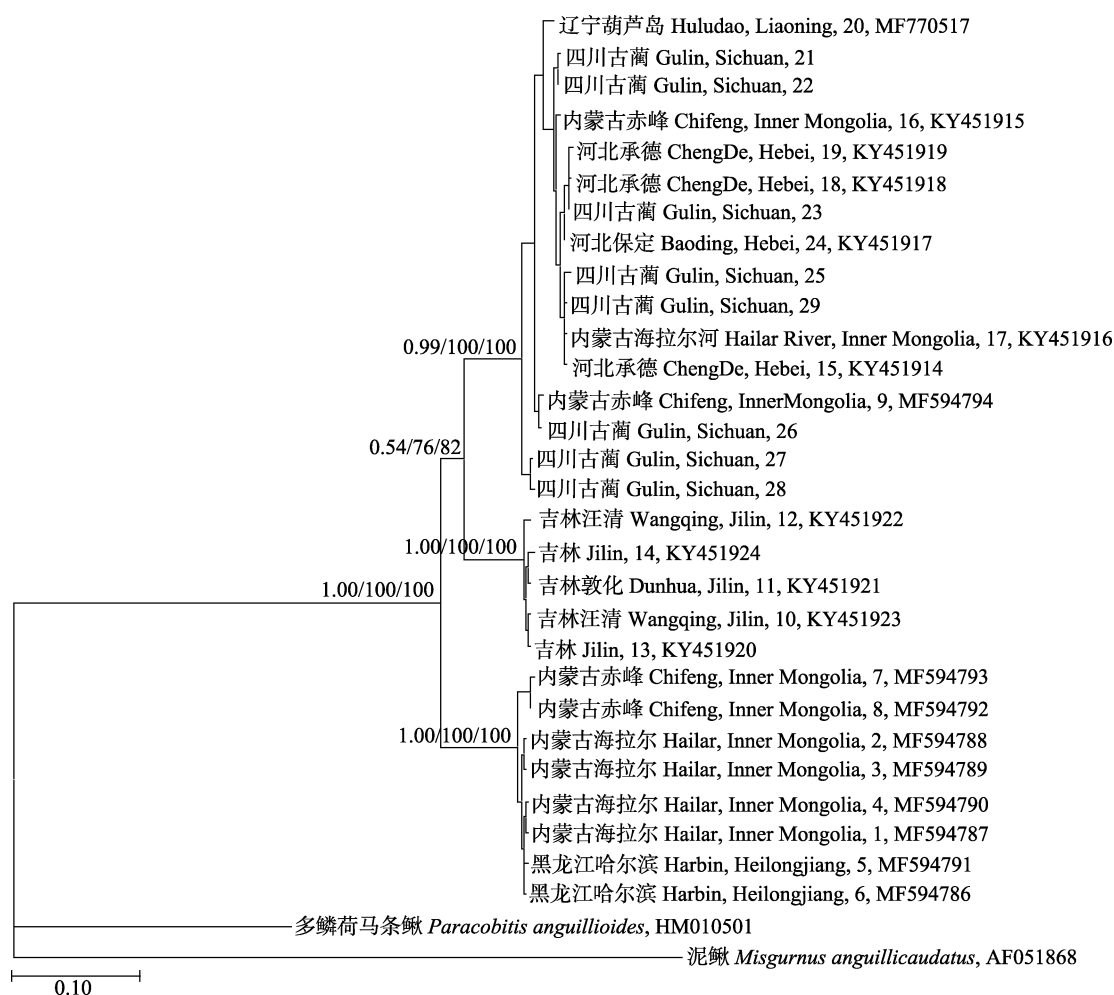 辽宁葫芦岛 Huludao, Liaoning, 20, MF770517
四川古蔺 Gulin, Sichuan, 21
四川古蔺 Gulin, Sichuan, 22
内蒙古赤峰 Chifeng, Inner Mongolia, 16, KY451915
河北承德 ChengDe, Hebei, 19, KY451919
河北承德 ChengDe, Hebei, 18, KY451918
四川古蔺 Gulin, Sichuan, 23
河北保定 Baoding, Hebei, 24, KY451917
四川古蔺 Gulin, Sichuan, 25
四川古蔺 Gulin, Sichuan, 29
内蒙古海拉尔河 Hailar River, Inner Mongolia, 17, KY451916
0.99/100/100
河北承德 ChengDe, Hebei, 15, KY451914
内蒙古赤峰 Chifeng, InnerMongolia, 9, MF594794
四川古蔺 Gulin, Sichuan, 26
0.54/76/82
四川古蔺 Gulin, Sichuan, 27
四川古蔺 Gulin, Sichuan, 28
吉林汪清 Wangqing, Jilin, 12, KY451922
1.00/100/100
吉林 Jilin, 14, KY451924
吉林敦化 Dunhua, Jilin, 11, KY451921
1.00/100/100
吉林汪清 Wangqing, Jilin, 10, KY451923
吉林 Jilin, 13, KY451920
内蒙古赤峰 Chifeng, Inner Mongolia, 7, MF594793
内蒙古赤峰 Chifeng, Inner Mongolia, 8, MF594792
1.00/100/100
内蒙古海拉尔 Hailar, Inner Mongolia, 2, MF594788
内蒙古海拉尔 Hailar, Inner Mongolia, 3, MF594789
内蒙古海拉尔 Hailar, Inner Mongolia, 4, MF594790
内蒙古海拉尔 Hailar, Inner Mongolia, 1, MF594787
黑龙江哈尔滨 Harbin, Heilongjiang, 5, MF594791
黑龙江哈尔滨 Harbin, Heilongjiang, 6, MF594786
多鳞荷马条鳅 Paracobitis anguillioides, HM010501
泥鳅 Misgurnus anguillicaudatus, AF051868
0.10